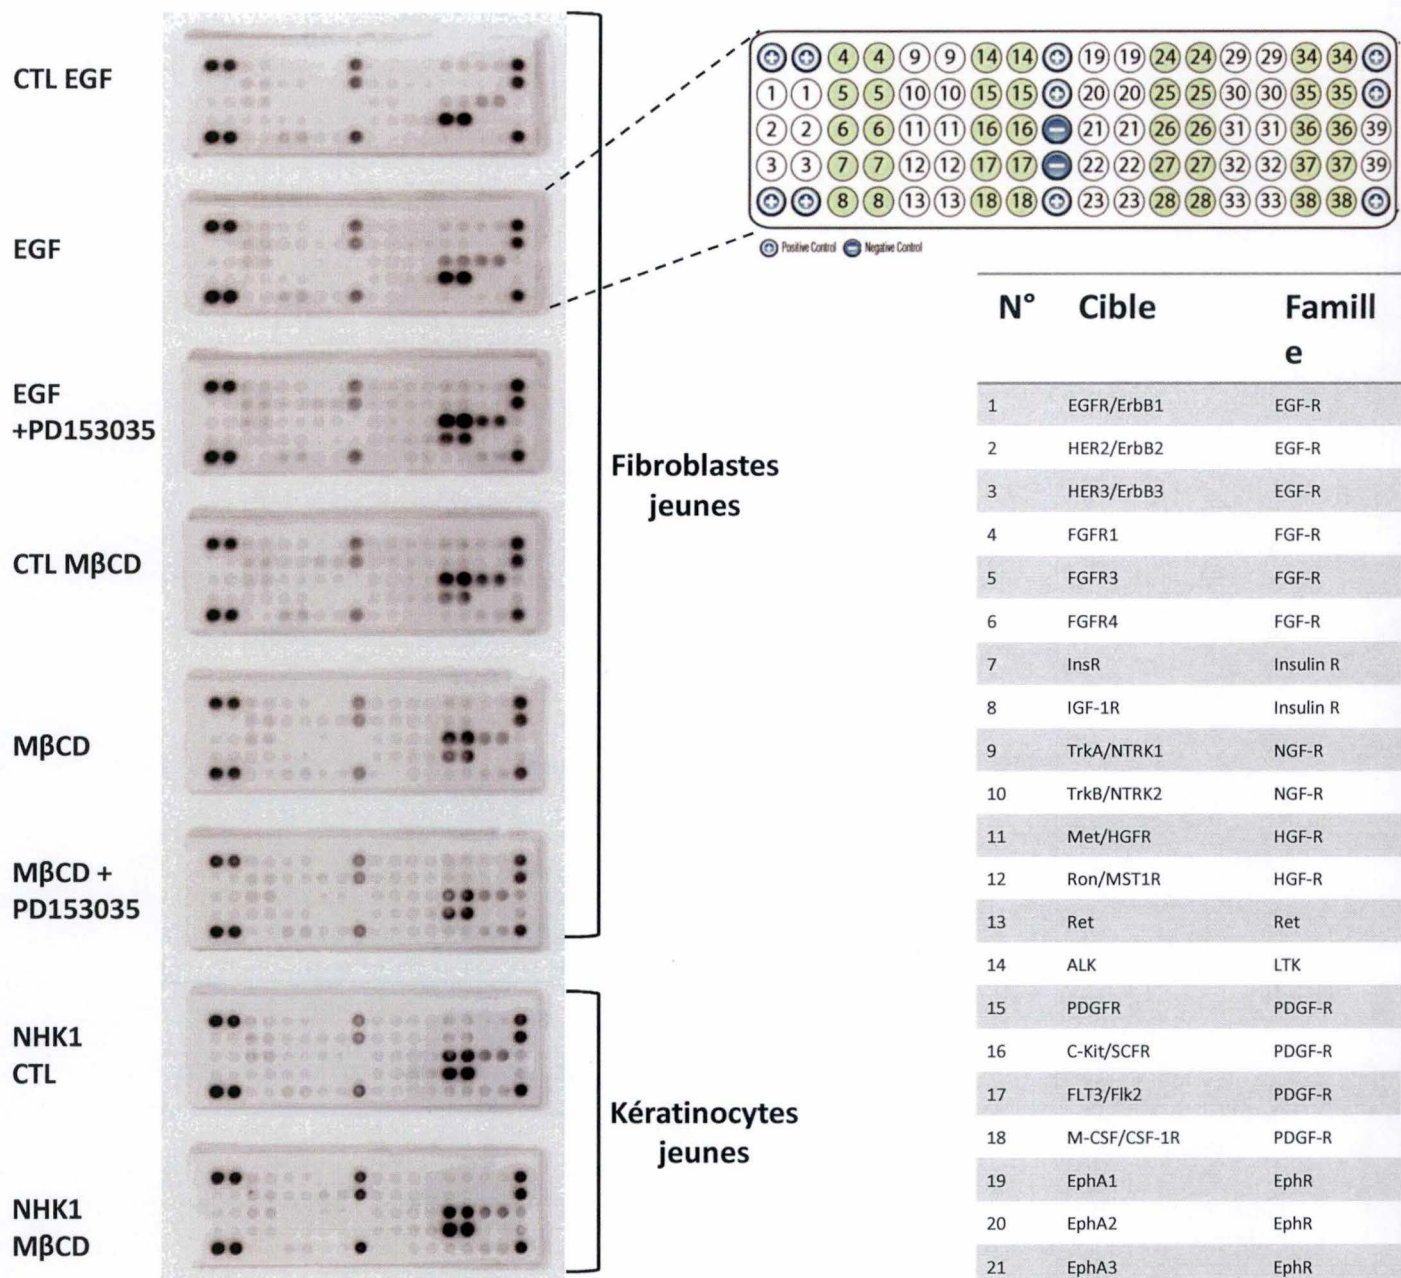 CTL EGF
EGF
EGF
+PD153035
CTL MβCD
MβCD
MβCD +
PD153035
NHK1
CTL
NHK1
MβCD
Fibroblastes
jeunes
Kératinocytes
jeunes
4 4 9 9 14 14 19 19 24 24 29 29 34 34
1 1 5 5 10 10 15 15 20 20 25 25 30 30 35 35
2 2 6 6 11 11 16 16 21 21 26 26 31 31 36 36 39
3 3 7 7 12 12 17 17 22 22 27 27 32 32 37 37 39
8 8 13 13 18 18 23 23 28 28 33 33 38 38
Positive Control Negative Control
N° Cible Famill
e
1 EGFR/ErbB1 EGF-R
2 HER2/ErbB2 EGF-R
3 HER3/ErbB3 EGF-R
4 FGFR1 FGF-R
5 FGFR3 FGF-R
6 FGFR4 FGF-R
7 InsR Insulin R
8 IGF-1R Insulin R
9 TrkA/NTRK1 NGF-R
10 TrkB/NTRK2 NGF-R
11 Met/HGFR HGF-R
12 Ron/MST1R HGF-R
13 Ret Ret
14 ALK LTK
15 PDGFR PDGF-R
16 C-Kit/SCFR PDGF-R
17 FLT3/Flk2 PDGF-R
18 M-CSF/CSF-1R PDGF-R
19 EphA1 EphR
20 EphA2 EphR
21 EphA3 EphR